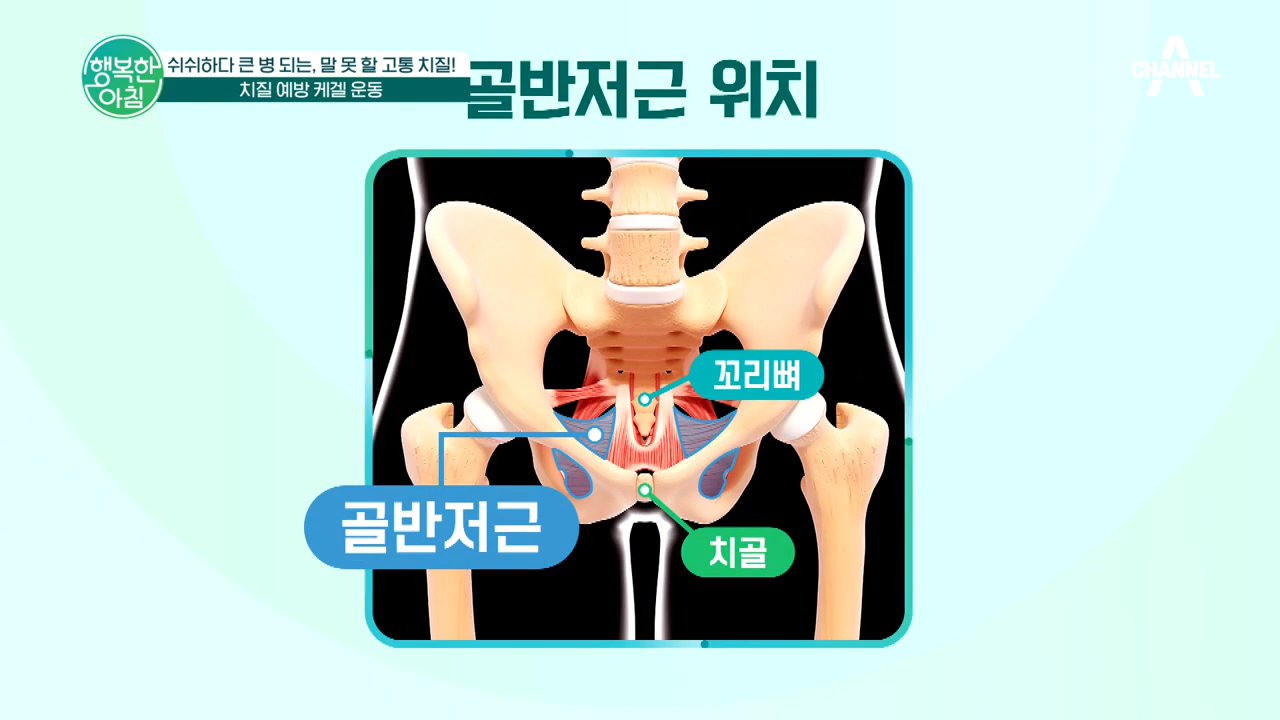 행복한
아침
쉬쉬하다 큰 병 되는, 말 못 할 고통 치질!
치질 예방 케겔 운동
골반저근 위치
CHANNEL A
꼬리뼈
골반저근
치골